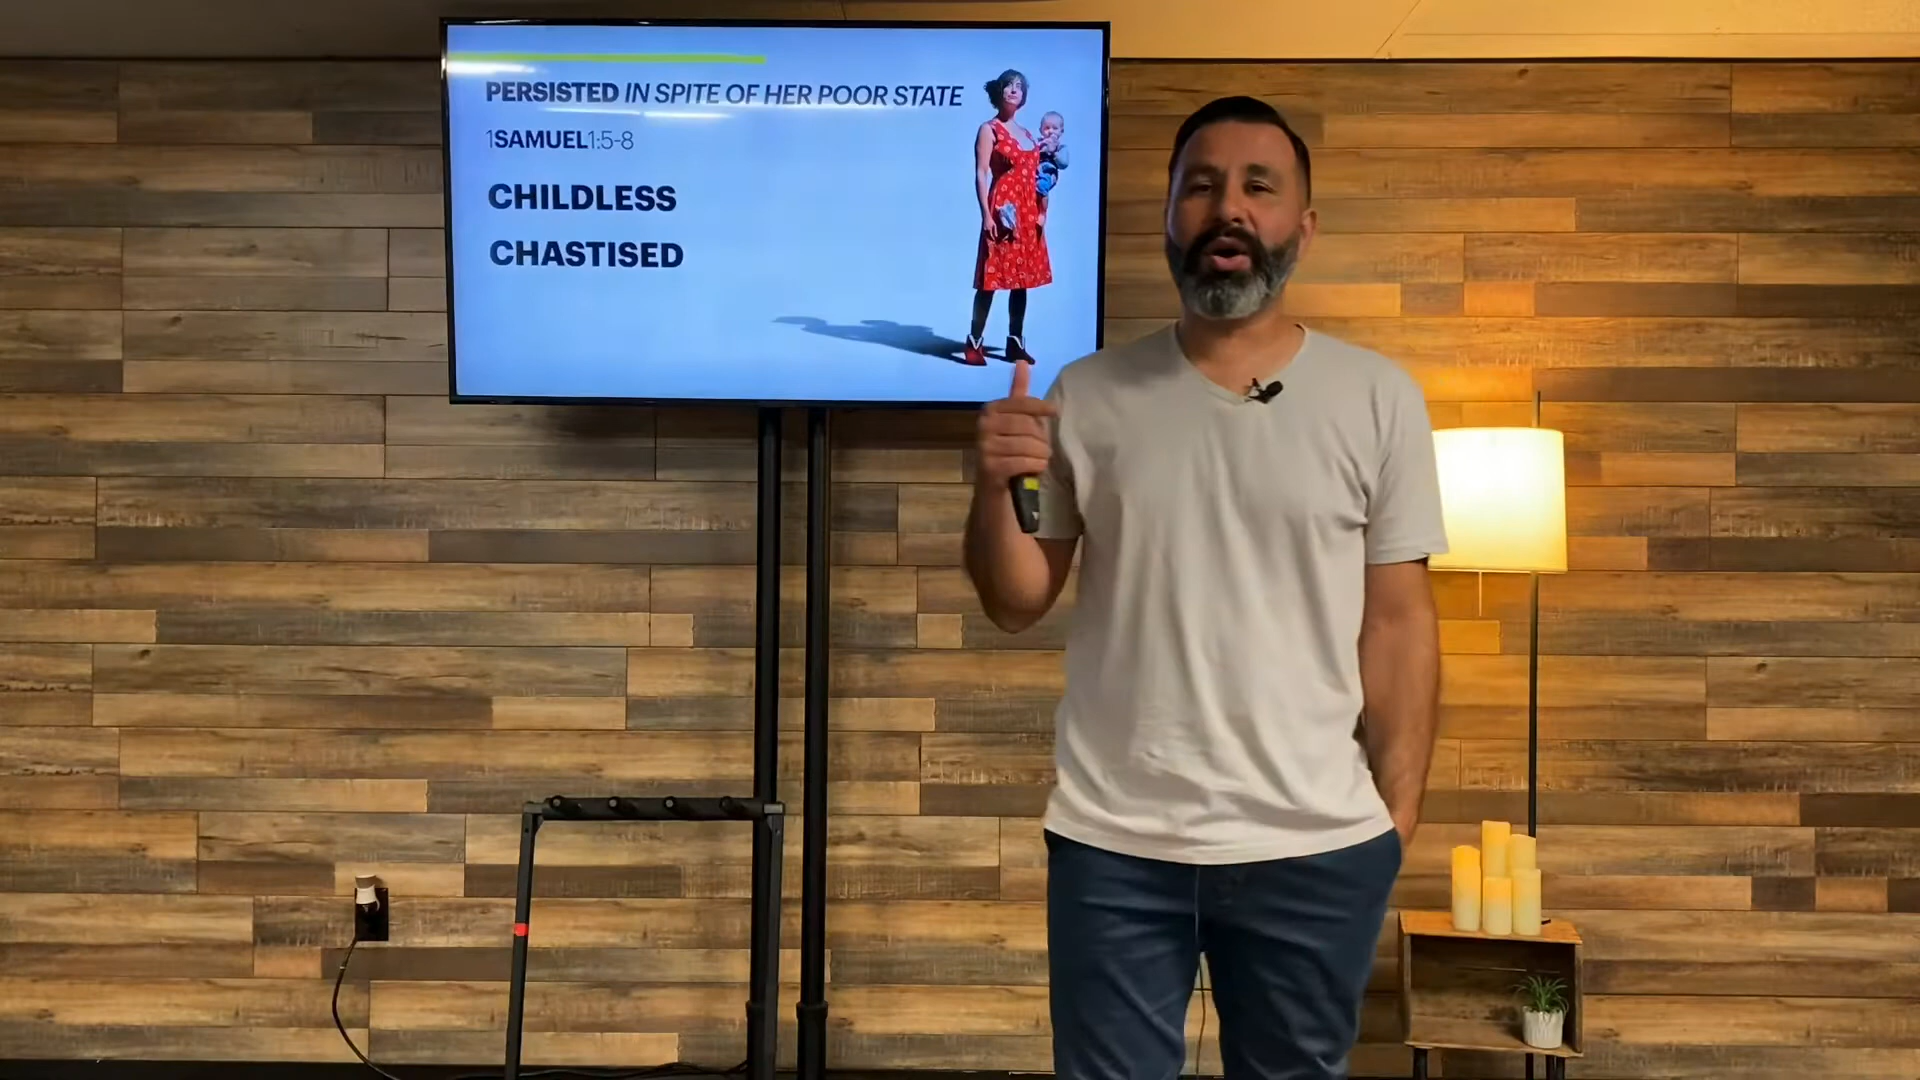 PERSISTED IN SPITE OF HER POOR STATE
1SAMUEL1:5-8
CHILDLESS
CHASTISED